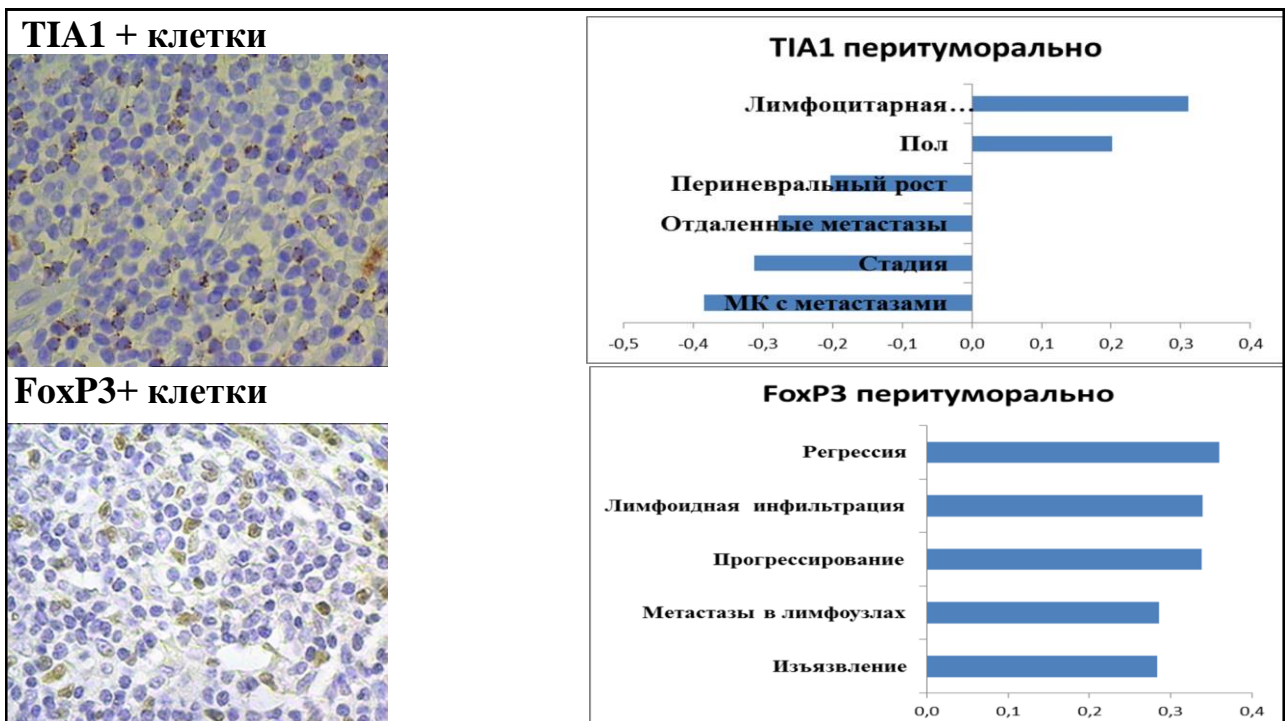 TIA1 + клетки
TIA1 перитуморально
Лимфоцитарная…
Пол
Периневральный рост
Отдаленные метастазы
Стадия
МК с метастазами
-0,5 -0,4 -0,3 -0,2 -0,1 0,0 0,1 0,2 0,3 0,4
FoxP3+ клетки
FoxP3 перитуморально
Регрессия
Лимфоидная инфильтрация
Прогрессирование
Метастазы в лимфоузлах
Изъязвление
0,0 0,1 0,2 0,3 0,4